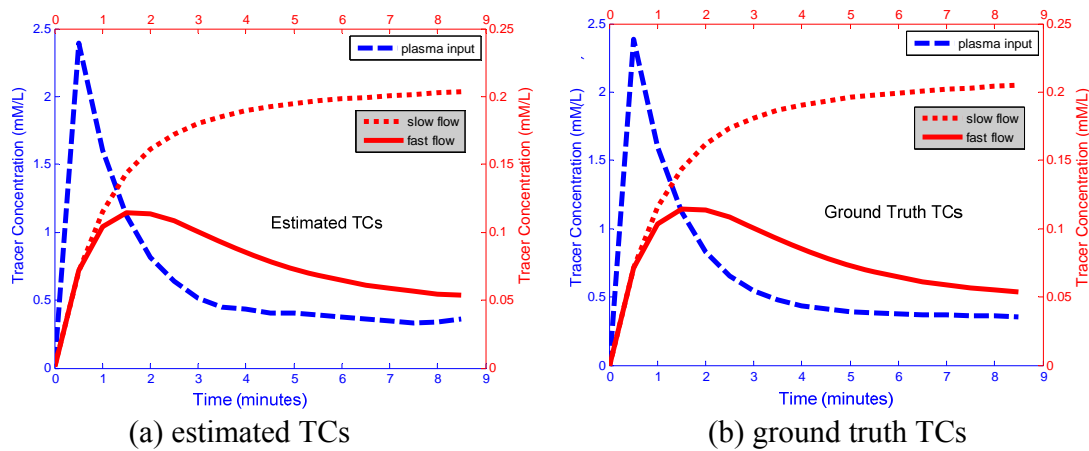 0 1 2 3 4 5 6 7 8 9
2.5 0.25
plasma input
2 0.2
slow flow
fast flow
1.5 0.15
Tracer Concentration (mM/L)
Tracer Concentration (mM/L)
Estimated TCs
1 0.1
0.5 0.05
0 0
0 1 2 3 4 5 6 7 8 9
Time (minutes)
(a) estimated TCs
0 1 2 3 4 5 6 7 8 9
2.5 0.25
plasma input
2 0.2
slow flow
fast flow
1.5 0.15
Tracer Concentration (mM/L)
Tracer Concentration (mM/L)
Ground Truth TCs
1 0.1
0.5 0.05
0 0
0 1 2 3 4 5 6 7 8 9
Time (minutes)
(b) ground truth TCs